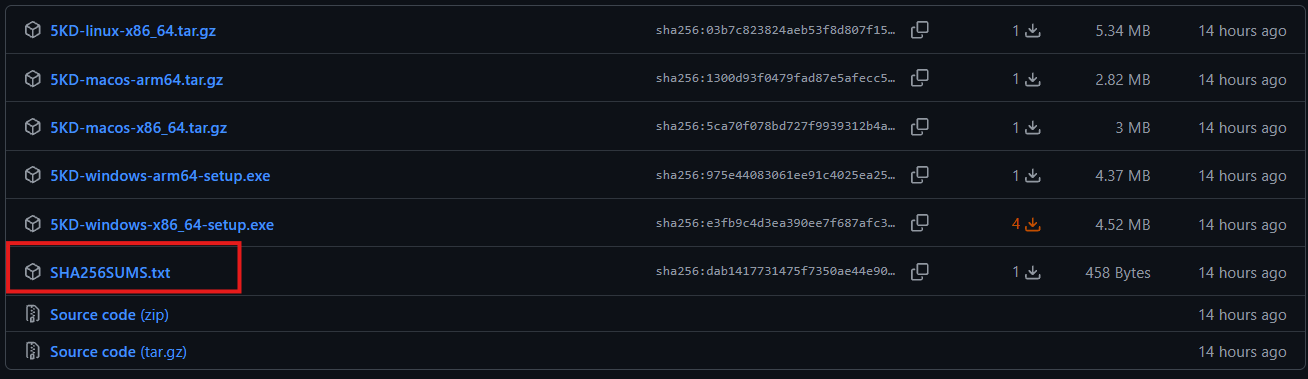 5KD-linux-x86_64.tar.gz sha256:03b7c823824aeb53f8d807f15… 1 5.34 MB 14 hours ago
5KD-macos-arm64.tar.gz sha256:1300d93f0479fad87e5afecc5… 1 2.82 MB 14 hours ago
5KD-macos-x86_64.tar.gz sha256:5ca70f078bd727f9939312b4a… 1 3 MB 14 hours ago
5KD-windows-arm64-setup.exe sha256:975e44083061ee91c4025ea25… 1 4.37 MB 14 hours ago
5KD-windows-x86_64-setup.exe sha256:e3fb9c4d3ea390ee7f687afc3… 4 4.52 MB 14 hours ago
SHA256SUMS.txt sha256:dab1417731475f7350ae44e90… 1 458 Bytes 14 hours ago
Source code (zip) 14 hours ago
Source code (tar.gz) 14 hours ago